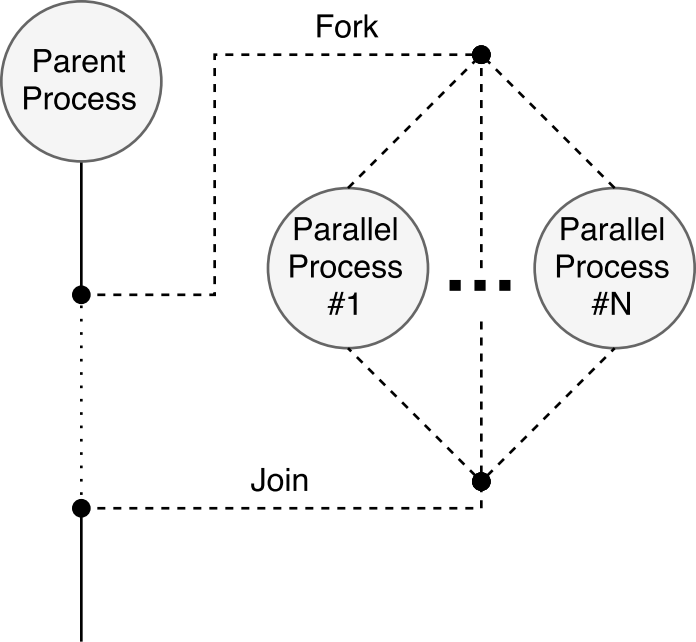 Fork
Parent
Process
Parallel
Process
#1
...
Parallel
Process
#N
Join